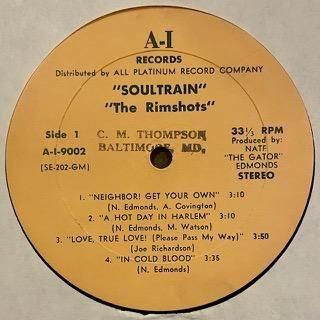 A-I
RECORDS
Distributed by ALL PLATINUM RECORD COMPANY
"SOULTRAIN"
"The Rimshots"
Side 1
A-I-9002
(SE-202-GM)
C. M. THOMPSON
BALTIMORE, MD.
33⅓ RPM
Produced by:
NATE
"THE GATOR"
EDMONDS
STEREO
1. "NEIGHBOR! GET YOUR OWN" 3:10
(N. Edmonds, A. Covington)
2. "A HOT DAY IN HARLEM" 3:10
(N. Edmonds, M. Watson)
3. "LOVE, TRUE LOVE! (Please Pass My Way)" 3:50
(Joe Richardson)
4. "IN COLD BLOOD" 3:35
(N. Edmonds)